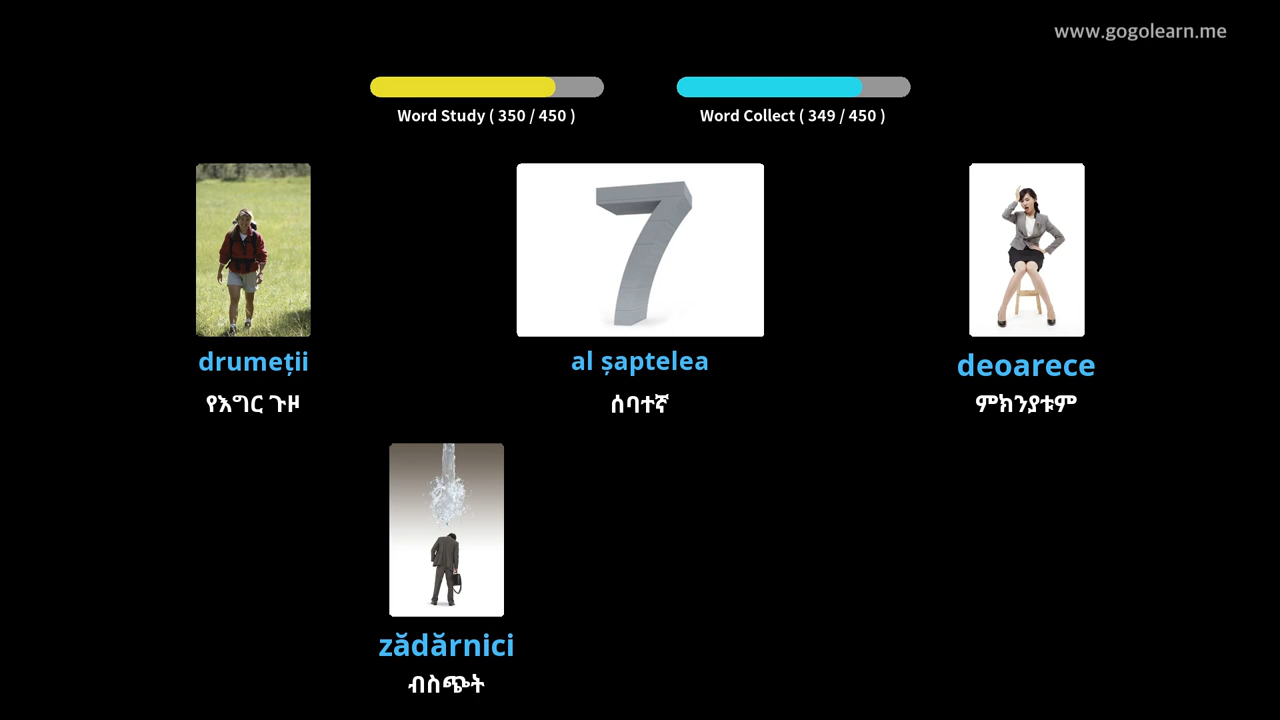 www.gogolearn.me
Word Study ( 350 / 450 )
Word Collect ( 349 / 450 )
drumeții
የእግር ጉዞ
al șaptelea
ሰባተኛ
deoarece
ምክንያቱም
zădărnici
ብስጭት